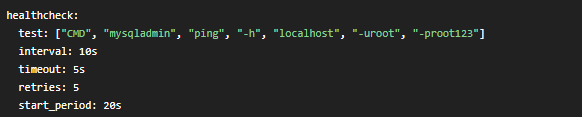 healthcheck:
  test: ["CMD", "mysqladmin", "ping", "-h", "localhost", "-uroot", "-proot123"]
  interval: 10s
  timeout: 5s
  retries: 5
  start_period: 20s